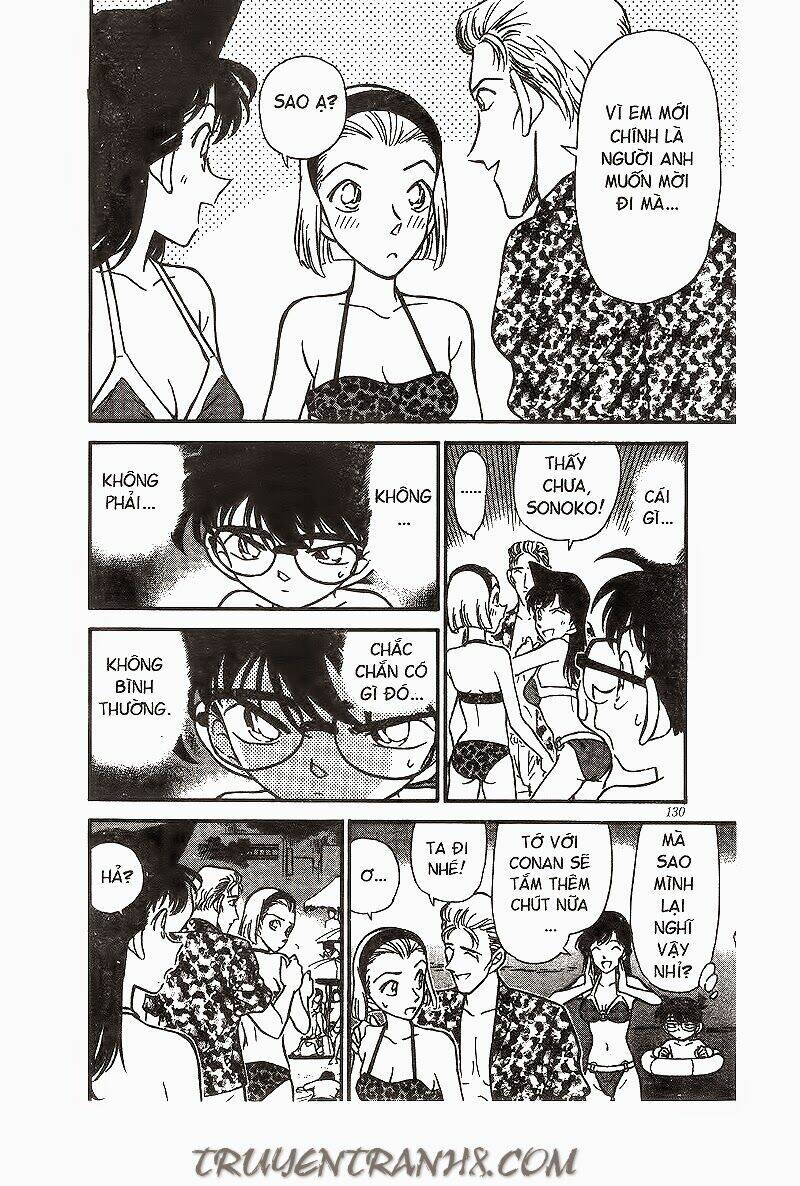 VÌ EM MỚI
CHÍNH LÀ
NGƯỜI ANH
MUỐN MỜI
ĐI MÀ...
SAO Ạ?
CÁI
GÌ...
THẤY
CHƯA,
SONOKO!
......
KHÔNG
...
KHÔNG
PHẢI...
CHẮC
CHẮN CÓ
GÌ ĐÓ...
KHÔNG
BÌNH
THƯỜNG.
130
MÀ
SAO
MÌNH
LẠI
NGHĨ
VẬY
NHỈ?
TỚ VỚI
CONAN SẼ
TẮM THÊM
CHÚT NỮA
...
TA ĐI
NHÉ!
Ơ...
HẢ?
TRUYENTRANH8.COM